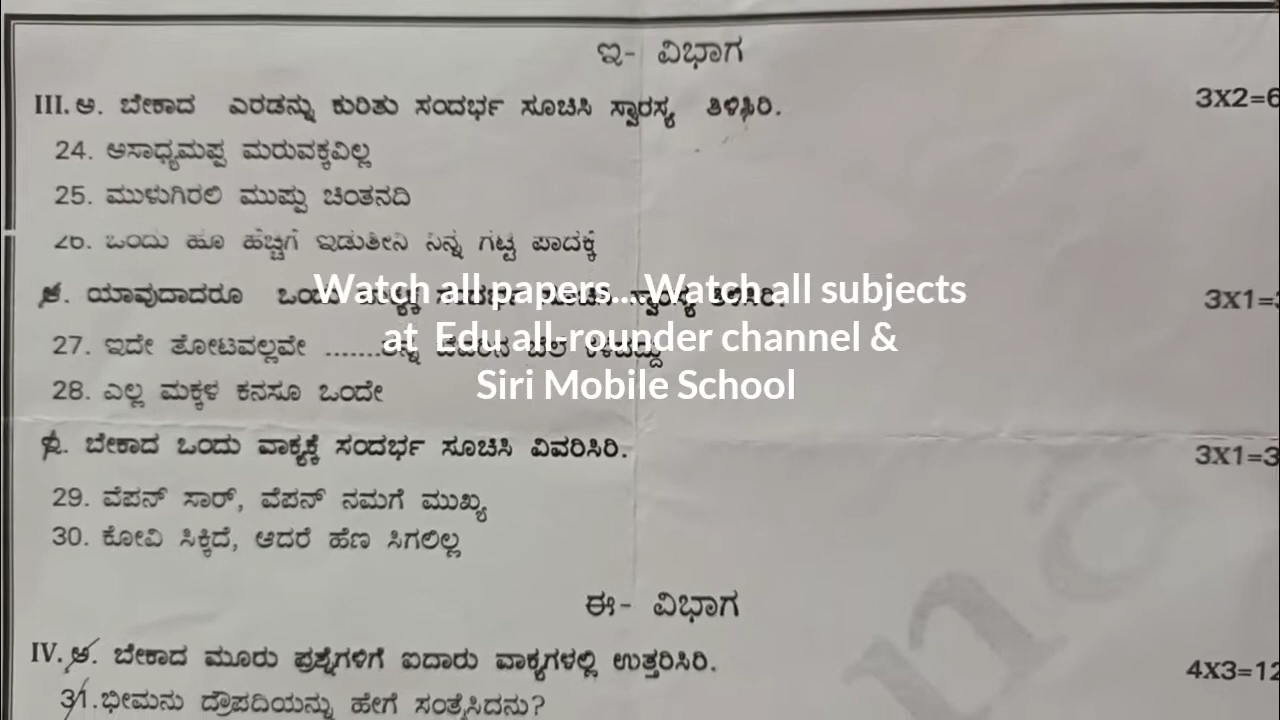 ಇ- ವಿಭಾಗ
III. ಅ. ಬೇಕಾದ ಎರಡನ್ನು ಕುರಿತು ಸಂದರ್ಭ ಸೂಚಿಸಿ ಸ್ವಾರಸ್ಯ ತಿಳಿಸಿರಿ. 3X2=6
24. ಅಸಾಧ್ಯಮಪ್ಪ ಮರುವಕ್ಕವಿಲ್ಲ
25. ಮುಳುಗಿರಲಿ ಮುಪ್ಪು ಚಿಂತನದಿ
26. ಒಂದು ಹೂ ಹೆಚ್ಚಿಗೆ ಇಡುತೀನಿ ನಿನ್ನ ಗಟ್ಟಿ ಪಾದಕ್ಕೆ
Watch all papers...Watch all subjects
at Edu all-rounder channel &
Siri Mobile School
ಆ. ಯಾವುದಾದರೂ ತಿಳಿಸಿರಿ. 3X1=
27. ಇದೇ ತೋಟವಲ್ಲವೇ .......
28. ಎಲ್ಲ ಮಕ್ಕಳ ಕನಸೂ ಒಂದೇ
ಬೇಕಾದ ಒಂದು ವಾಕ್ಯಕ್ಕೆ ಸಂದರ್ಭ ಸೂಚಿಸಿ ವಿವರಿಸಿರಿ. 3X1=3
29. ವೆಪನ್ ಸಾರ್, ವೆಪನ್ ನಮಗೆ ಮುಖ್ಯ
30. ಕೋವಿ ಸಿಕ್ಕಿದೆ, ಆದರೆ ಹೆಣ ಸಿಗಲಿಲ್ಲ
ಈ- ವಿಭಾಗ
IV. ಅ. ಬೇಕಾದ ಮೂರು ಪ್ರಶ್ನೆಗಳಿಗೆ ಐದಾರು ವಾಕ್ಯಗಳಲ್ಲಿ ಉತ್ತರಿಸಿರಿ. 4X3=12
31. ಭೀಮನು ದ್ರೌಪದಿಯನ್ನು ಹೇಗೆ ಸಂತೈಸಿದನು?